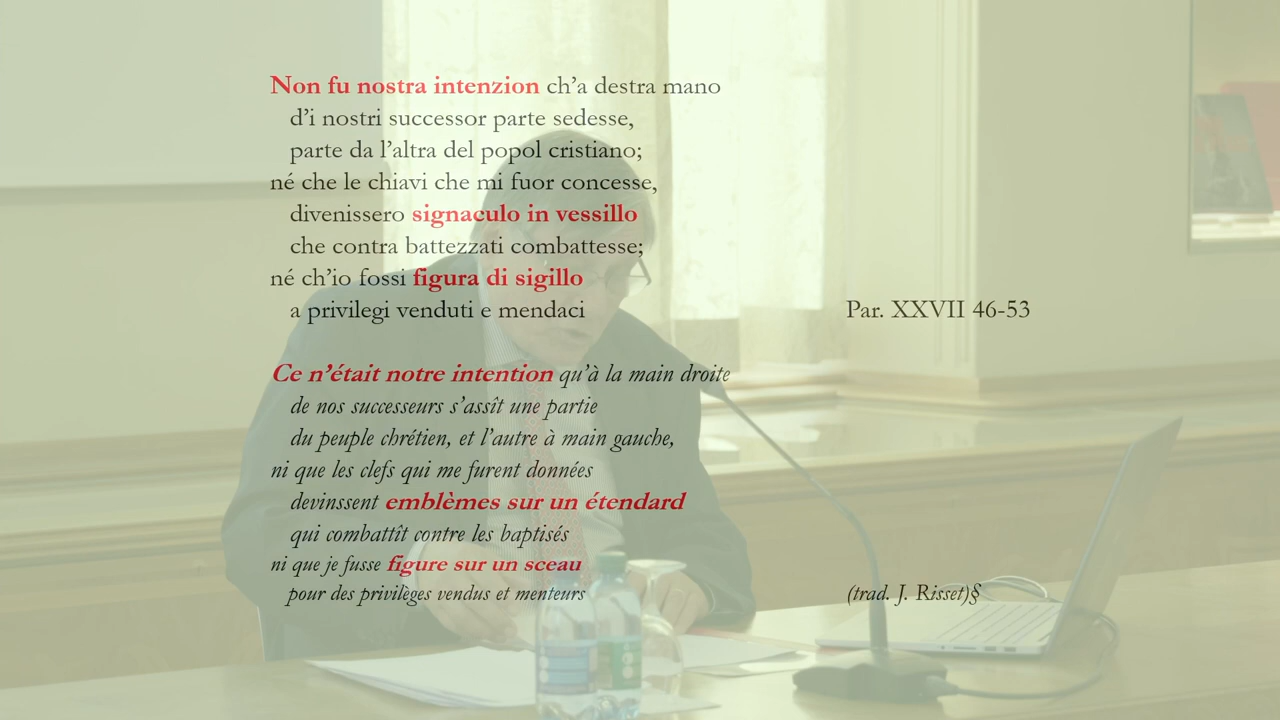 Non fu nostra intenzion ch’a destra mano
d’i nostri successor parte sedesse,
parte da l’altra del popol cristiano;
né che le chiavi che mi fuor concesse,
divenissero signaculo in vessillo
che contra battezzati combattesse;
né ch’io fossi figura di sigillo
a privilegi venduti e mendaci
Par. XXVII 46-53
Ce n’était notre intention qu’à la main droite
de nos successeurs s’assît une partie
du peuple chrétien, et l’autre à main gauche,
ni que les clefs qui me furent données
devinssent emblèmes sur un étendard
qui combattît contre les baptisés
ni que je fusse figure sur un sceau
pour des privilèges vendus et menteurs
(trad. J. Risset)§